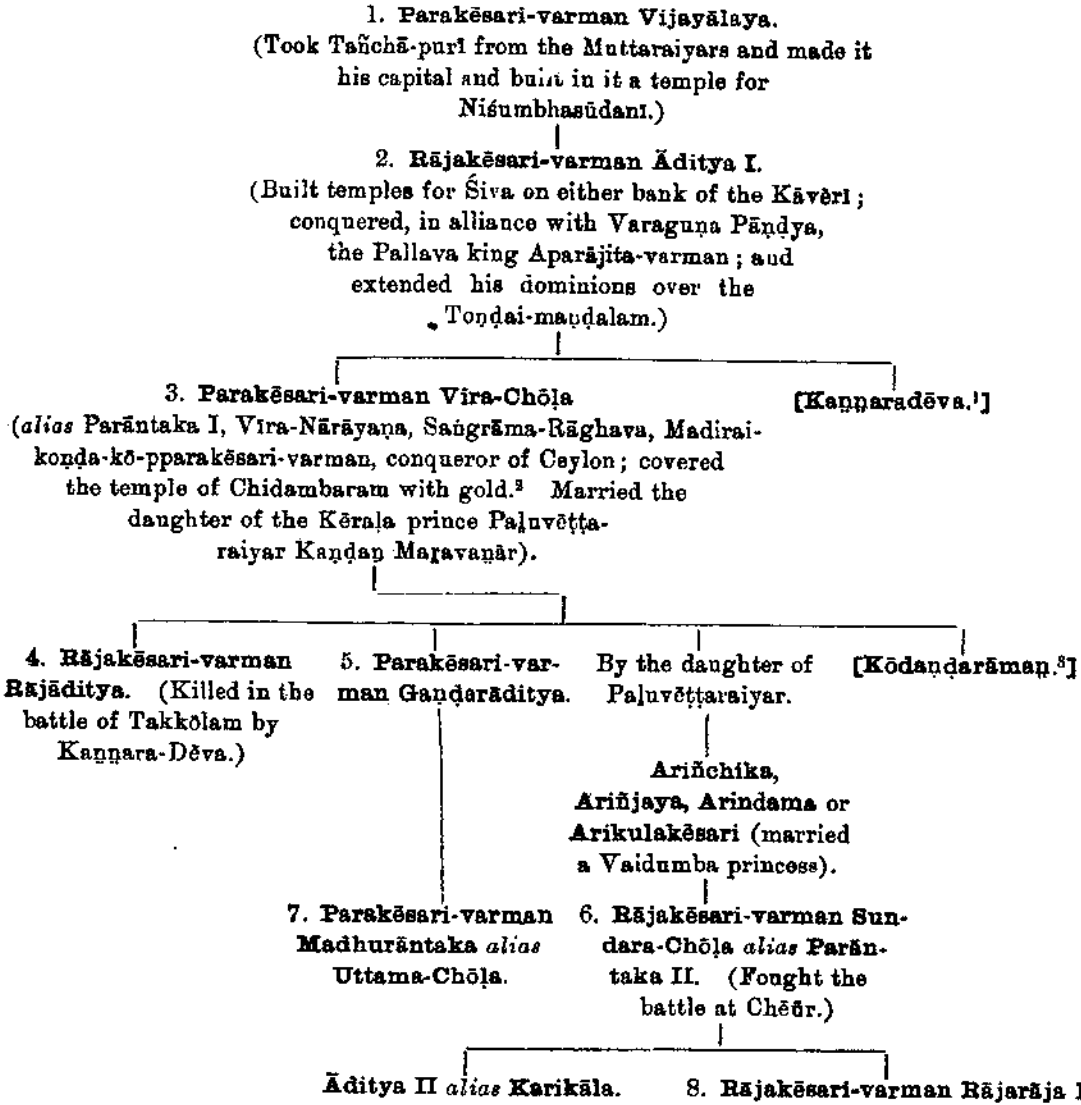 1. Parakēsari-varman Vijayālaya.
(Took Tañchā-purī from the Muttaraiyars and made it
his capital and built in it a temple for
Niśumbhasūdanī.)
2. Rājakēsari-varman Āditya I.
(Built temples for Śiva on either bank of the Kāvērī;
conquered, in alliance with Varaguṇa Pāṇḍya,
the Pallava king Aparājita-varman; and
extended his dominions over the
Toṇḍai-maṇḍalam.)
3. Parakēsari-varman Vīra-Chōḷa [Kaṉṉaradēva.¹]
(alias Parāntaka I, Vīra-Nārāyaṇa, Saṅgrāma-Rāghava, Madirai-
koṇḍa-kō-pparakēsari-varman, conqueror of Ceylon; covered
the temple of Chidambaram with gold.² Married the
daughter of the Kēraḷa prince Paḻuvēṭṭa-
raiyar Kaṇḍaṉ Maṟavaṉār).
4. Rājakēsari-varman 5. Parakēsari-var- By the daughter of [Kōdaṇḍarāmaṉ.³]
Rājāditya. (Killed in the man Gaṇḍarāditya. Paḻuvēṭṭaraiyar.
battle of Takkōlam by
Kaṉṉara-Dēva.)
Ariñchika,
Ariñjaya, Arindama or
Arikulakēsari (married
a Vaidumba princess).
7. Parakēsari-varman 6. Rājakēsari-varman Sun-
Madhurāntaka alias dara-Chōḷa alias Parān-
Uttama-Chōḷa. taka II. (Fought the
battle at Chēūr.)
Āditya II alias Karikāla. 8. Rājakēsari-varman Rājarāja I